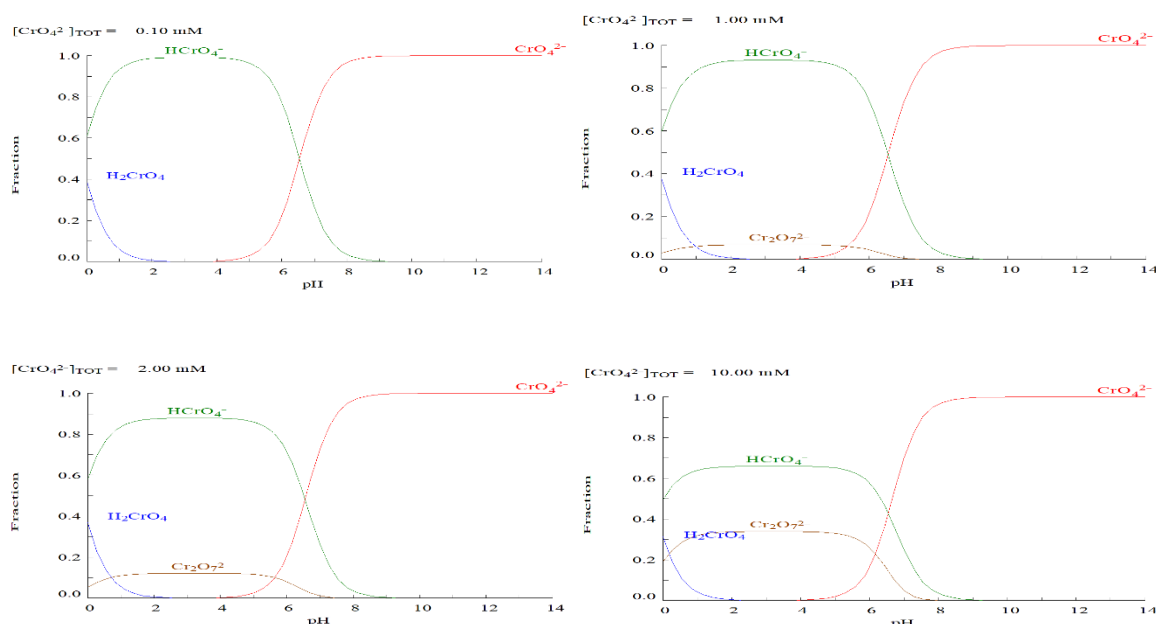 [CrO₄² ]TOT = 0.10 mM
HCrO₄⁻
CrO₄²⁻
1.0
0.8
0.6
0.4
0.2
0.0
Fraction
H₂CrO₄
0 2 4 6 8 10 12 14
pH
[CrO₄² ]TOT = 1.00 mM
CrO₄²⁻
HCrO₄⁻
1.0
0.8
0.6
0.4
0.2
0.0
Fraction
H₂CrO₄
Cr₂O₇²
0 2 4 6 8 10 12 14
pH
[CrO₄²⁻]TOT = 2.00 mM
CrO₄²⁻
HCrO₄⁻
1.0
0.8
0.6
0.4
0.2
0.0
Fraction
H₂CrO₄
Cr₂O₇²
0 2 4 6 8 10 12 14
pH
[CrO₄² ]TOT = 10.00 mM
CrO₄²⁻
1.0
0.8
0.6
0.4
0.2
0.0
Fraction
HCrO₄⁻
Cr₂O₇²
H₂CrO₄
0 2 4 6 8 10 12 14
pH